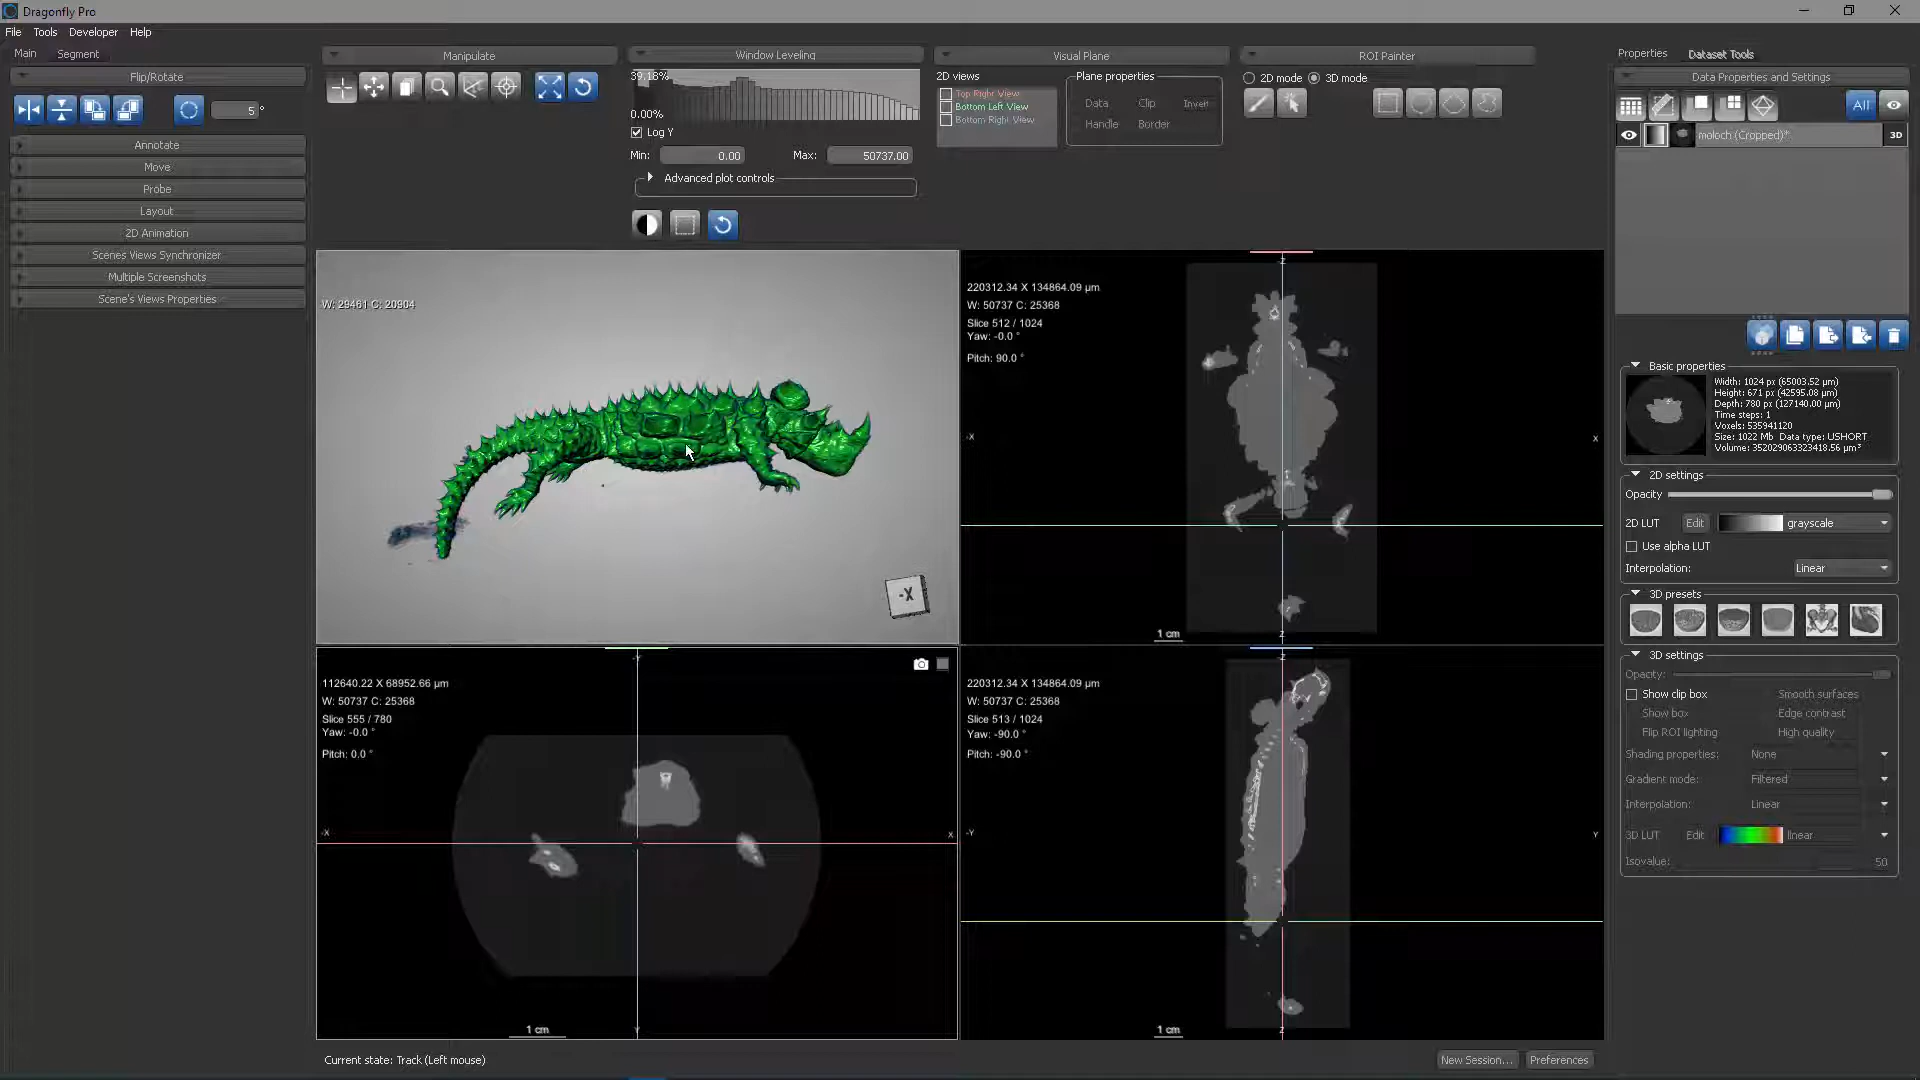 Dragonfly Pro
File Tools Developer Help
Main Segment
Flip/Rotate
5 °
Annotate
Move
Probe
Layout
2D Animation
Scenes Views Synchronizer
Multiple Screenshots
Scene's Views Properties
Manipulate
Window Leveling
39.18%
0.00%
Log Y
Min: 0.00 Max: 50737.00
Advanced plot controls
Visual Plane
2D views
Top Right View
Bottom Left View
Bottom Right View
Plane properties
Data Clip Invert
Handle Border
ROI Painter
2D mode 3D mode
W: 29461 C: 20904
-X
220312.34 X 134864.09 µm
W: 50737 C: 25368
Slice 512 / 1024
Yaw: -0.0 °
Pitch: 90.0 °
-Z
-X X
1 cm
Z
112640.22 X 68952.66 µm
W: 50737 C: 25368
Slice 555 / 780
Yaw: -0.0 °
Pitch: 0.0 °
-Y
-X X
1 cm
Y
220312.34 X 134864.09 µm
W: 50737 C: 25368
Slice 513 / 1024
Yaw: -90.0 °
Pitch: -90.0 °
-Z
-Y Y
1 cm
Z
Current state: Track (Left mouse)
New Session... Preferences
Properties Dataset Tools
Data Properties and Settings
All
moloch (Cropped)* 3D
Basic properties
Width: 1024 px (65003.52 µm)
Height: 671 px (42595.08 µm)
Depth: 780 px (127140.00 µm)
Time steps: 1
Voxels: 535941120
Size: 1022 Mb Data type: USHORT
Volume: 352029063323418.56 µm³
2D settings
Opacity
2D LUT Edit grayscale
Use alpha LUT
Interpolation: Linear
3D presets
3D settings
Opacity:
Show clip box Smooth surfaces
Show box Edge contrast
Flip ROI lighting High quality
Shading properties: None
Gradient mode: Filtered
Interpolation: Linear
3D LUT Edit linear
Isovalue: 50